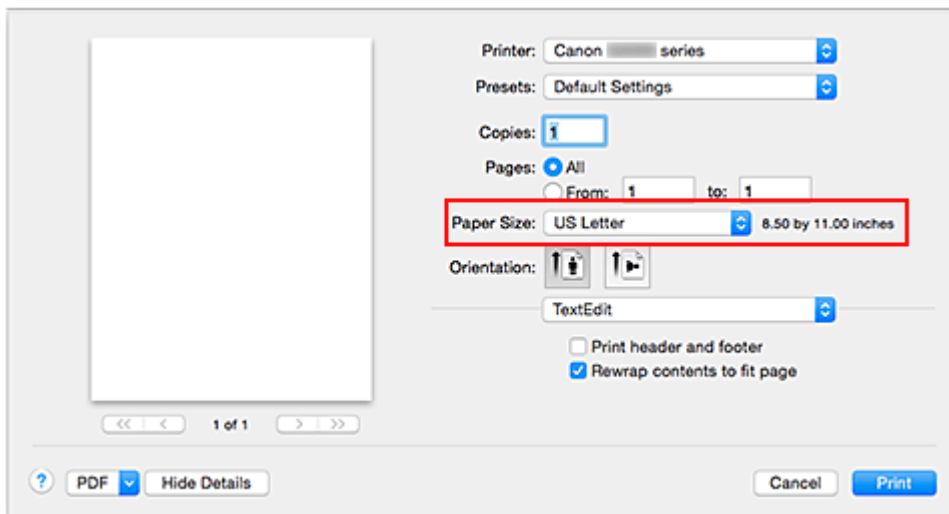 Printer: Canon series
Presets: Default Settings
Copies: 1
Pages: All
From: 1 to: 1
Paper Size: US Letter 8.50 by 11.00 inches
Orientation:
TextEdit
Print header and footer
Rewrap contents to fit page
<< < 1 of 1 > >>
? PDF Hide Details Cancel Print